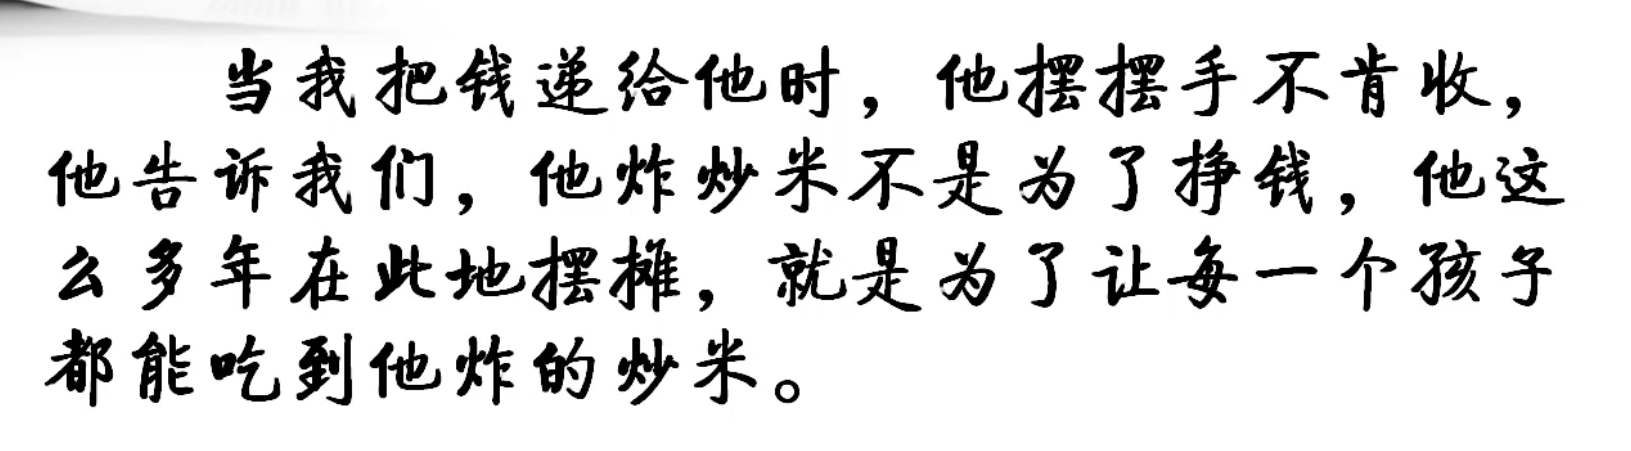 当我把钱递给他时，他摆摆手不肯收，
他告诉我们，他炸炒米不是为了挣钱，他这
么多年在此地摆摊，就是为了让每一个孩子
都能吃到他炸的炒米。